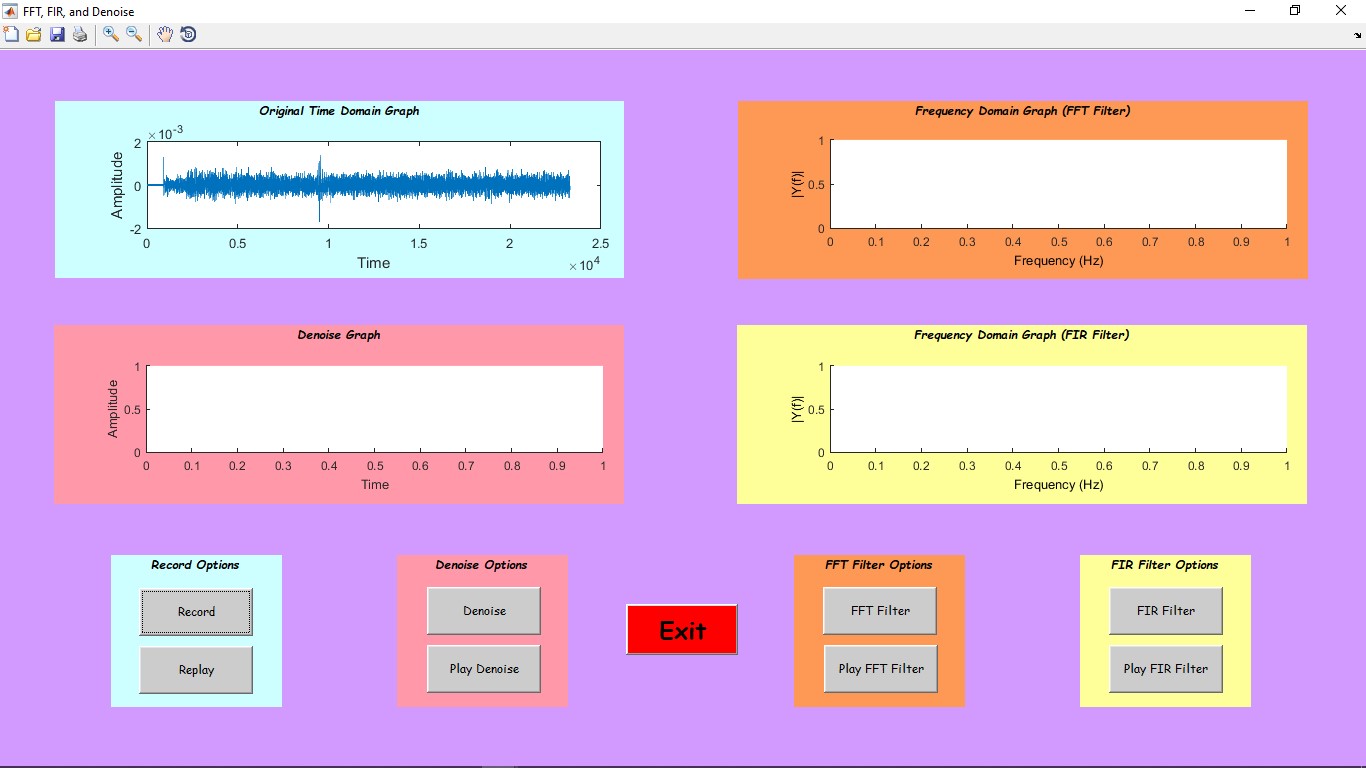 FFT, FIR, and Denoise
Original Time Domain Graph
×10-3
2
0
-2
Amplitude
0 0.5 1 1.5 2 2.5
Time
×104
Frequency Domain Graph (FFT Filter)
1
0.5
0
|Y(f)|
0 0.1 0.2 0.3 0.4 0.5 0.6 0.7 0.8 0.9 1
Frequency (Hz)
Denoise Graph
1
0.5
0
Amplitude
0 0.1 0.2 0.3 0.4 0.5 0.6 0.7 0.8 0.9 1
Time
Frequency Domain Graph (FIR Filter)
1
0.5
0
|Y(f)|
0 0.1 0.2 0.3 0.4 0.5 0.6 0.7 0.8 0.9 1
Frequency (Hz)
Record Options
Record
Replay
Denoise Options
Denoise
Play Denoise
Exit
FFT Filter Options
FFT Filter
Play FFT Filter
FIR Filter Options
FIR Filter
Play FIR Filter